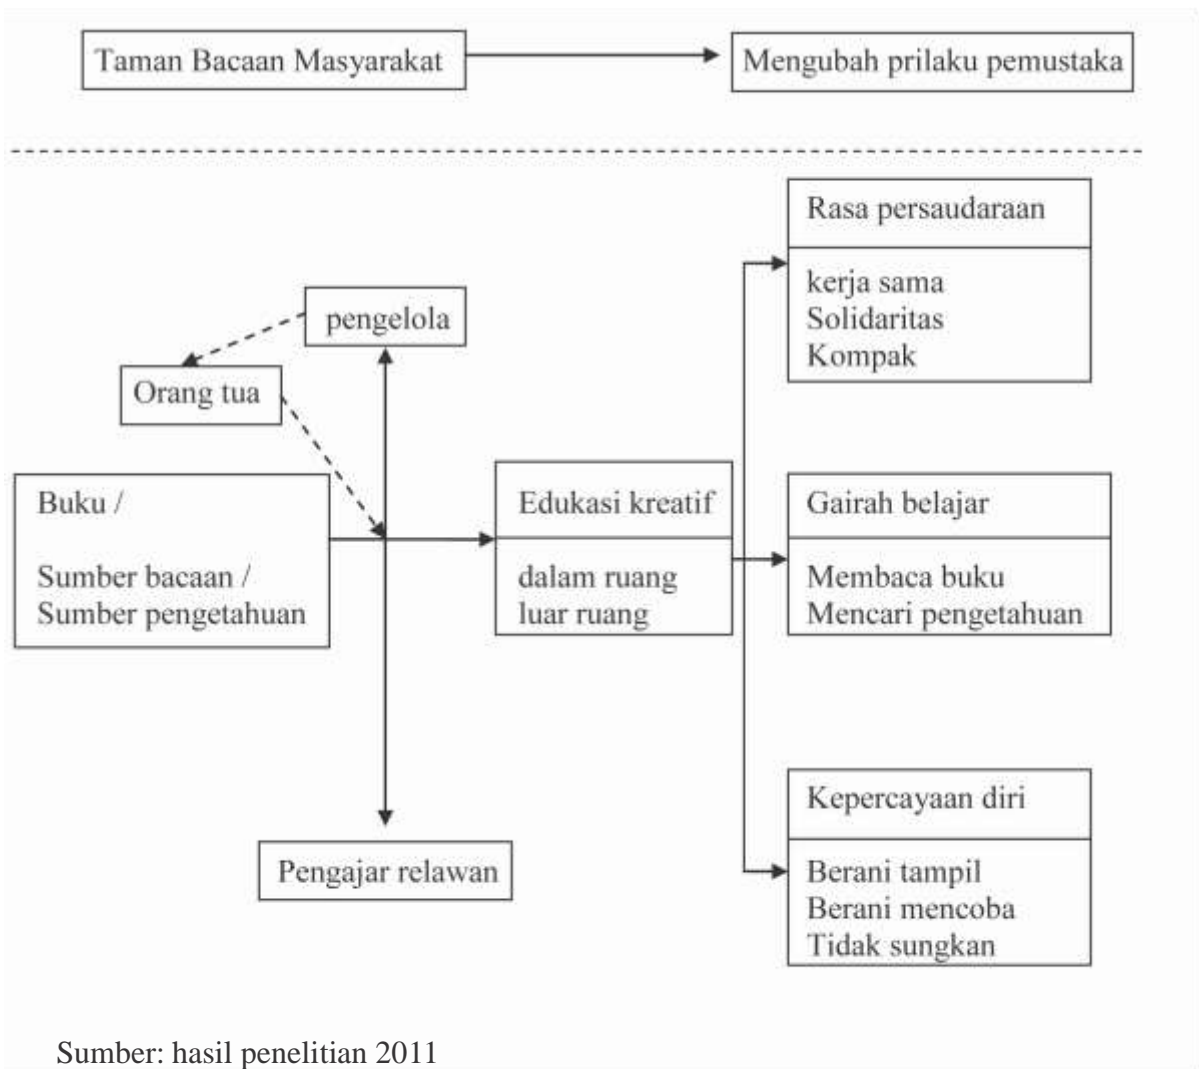 Taman Bacaan Masyarakat
Mengubah prilaku pemustaka
Rasa persaudaraan
kerja sama
Solidaritas
Kompak
pengelola
Orang tua
Buku /
Sumber bacaan /
Sumber pengetahuan
Edukasi kreatif
dalam ruang
luar ruang
Gairah belajar
Membaca buku
Mencari pengetahuan
Pengajar relawan
Kepercayaan diri
Berani tampil
Berani mencoba
Tidak sungkan
Sumber: hasil penelitian 2011